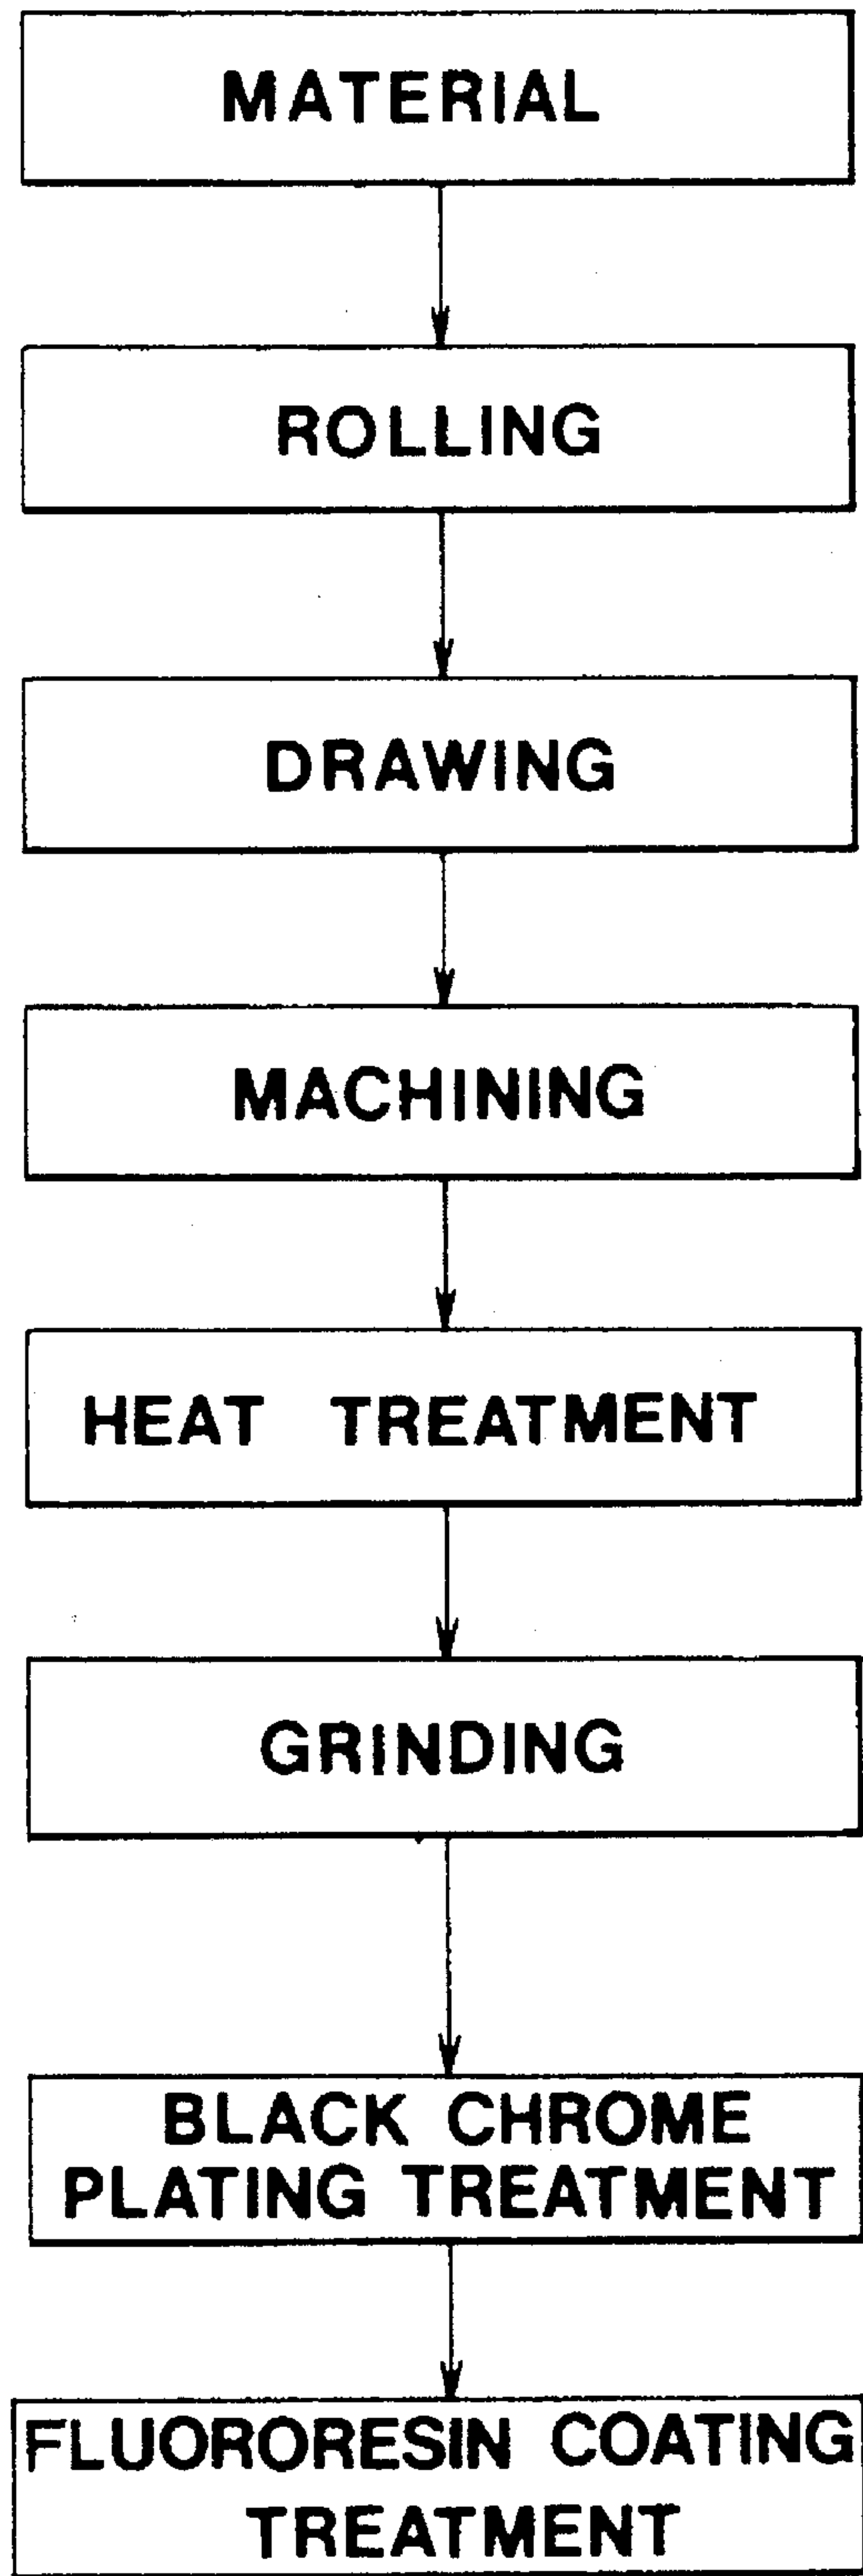 MATERIAL
ROLLING
DRAWING
MACHINING
HEAT TREATMENT
GRINDING
BLACK CHROME
PLATING TREATMENT
FLUORORESIN COATING
TREATMENT